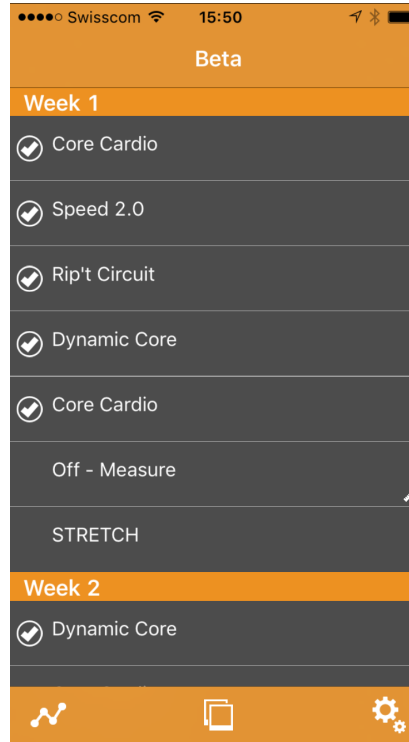 Swisscom 15:50
Beta
Week 1
Core Cardio
Speed 2.0
Rip't Circuit
Dynamic Core
Core Cardio
Off - Measure
STRETCH
Week 2
Dynamic Core